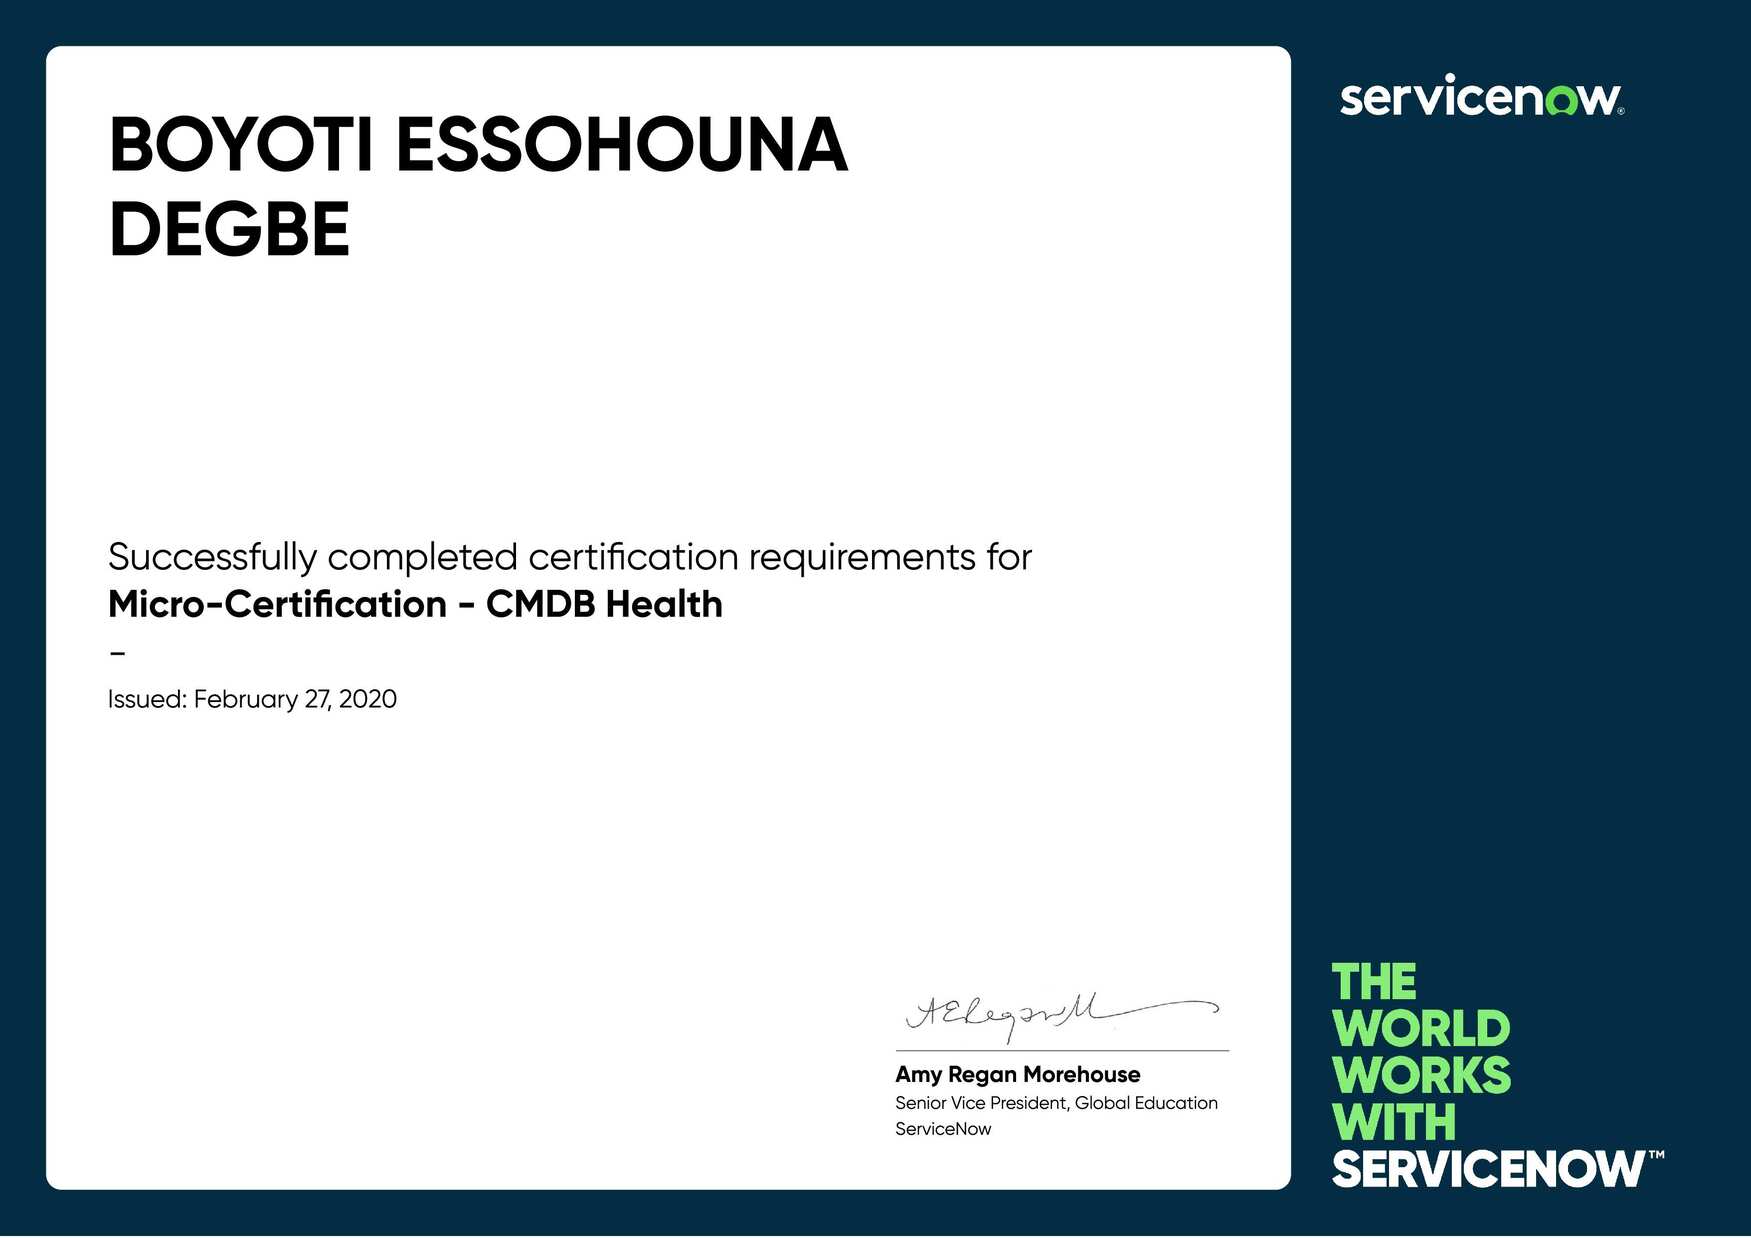 BOYOTI ESSOHOUNA
DEGBE
Successfully completed certification requirements for
Micro-Certification - CMDB Health
–
Issued: February 27, 2020
Amy Regan Morehouse
Senior Vice President, Global Education
ServiceNow
servicenow®
THE
WORLD
WORKS
WITH
SERVICENOW™